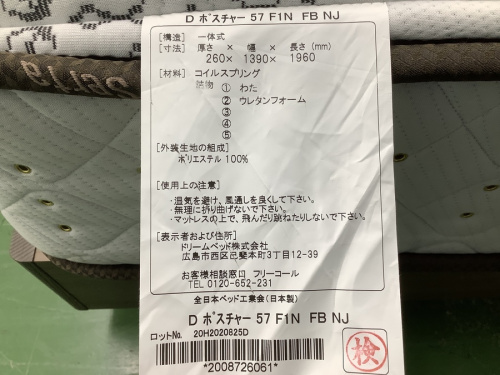 D ポスチャー 57 F1N FB NJ
[構造] 一体式
[寸法] 厚さ × 幅 × 長さ (mm)
260× 1390× 1960
[材料] コイルスプリング
詰物 ① わた
② ウレタンフォーム
③
④
⑤
[外装生地の組成]
ポリエステル 100%
[使用上の注意]
・湿気を避け、風通しを良くして下さい。
・無理に折り曲げないで下さい。
・マットレスの上で、飛んだり跳ねたりしないで下さい。
[表示者および住所]
ドリームベッド株式会社
広島市西区己斐本町3丁目12-39
お客様相談窓口 フリーコール
TEL 0120-652-231
全日本ベッド工業会(日本製)
D ポスチャー 57 F1N FB NJ
ロットNo. 20H2020825D
*2008726061*
検
Serta